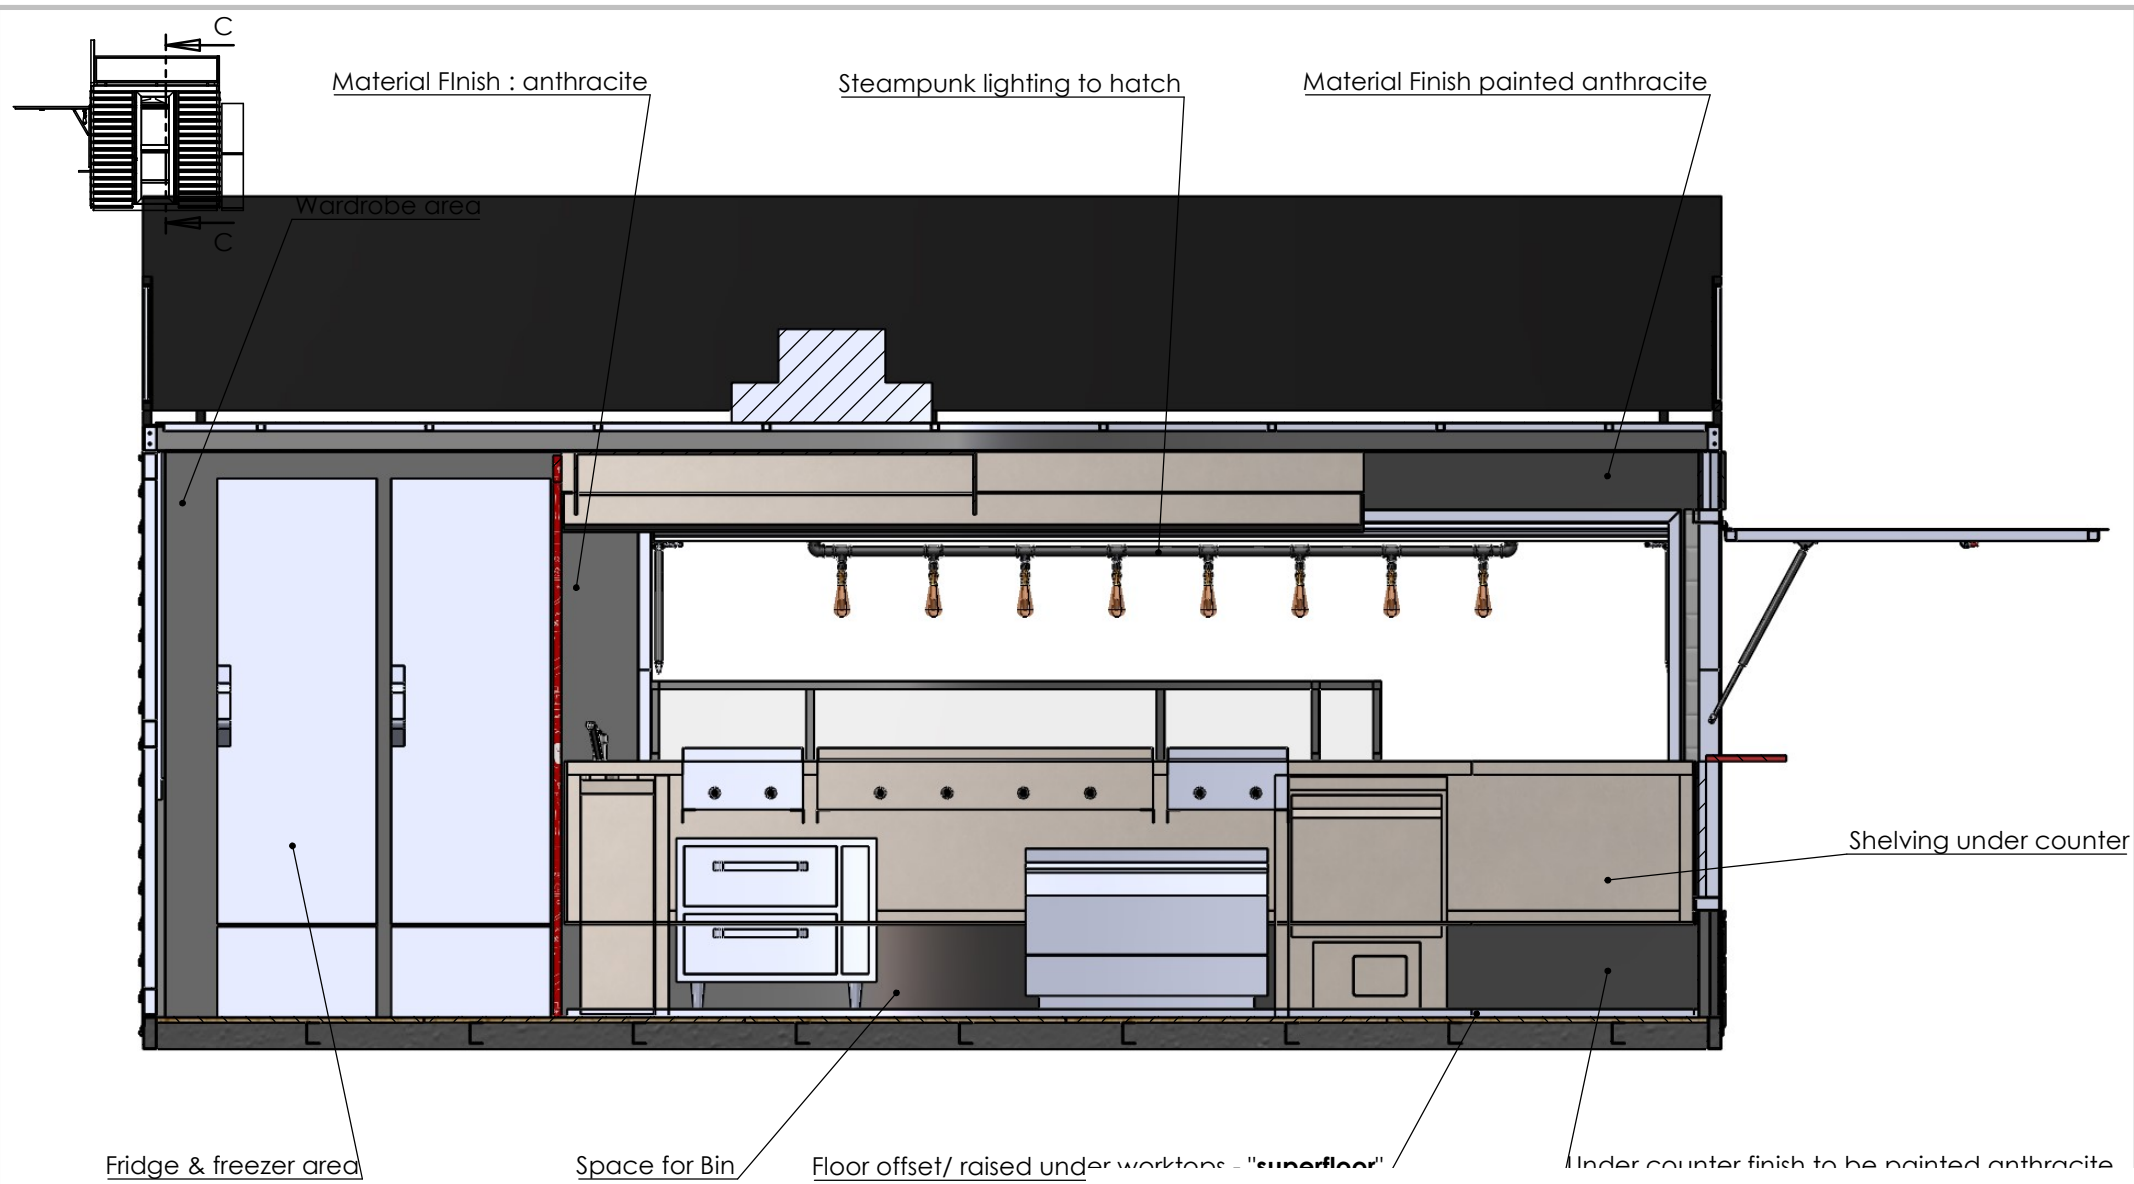 C
Material FInish : anthracite
Steampunk lighting to hatch
Material Finish painted anthracite
Wardrobe area
C
Shelving under counter
Fridge & freezer area
Space for Bin
Floor offset/ raised under worktops - "superfloor"
Under counter finish to be painted anthracite